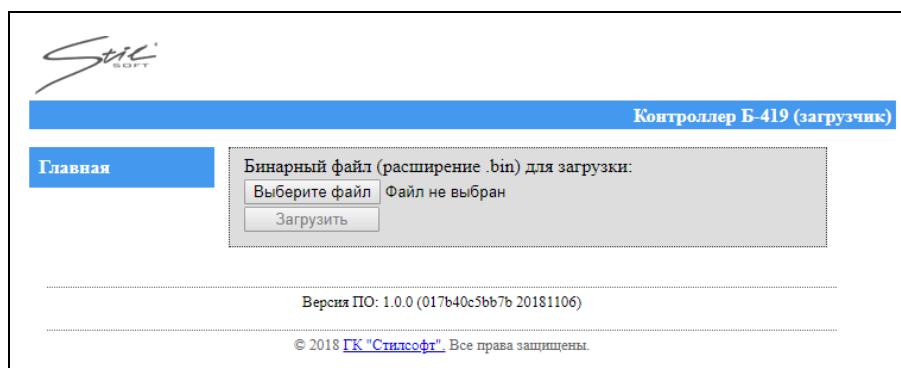 Stil
SOFT
Контроллер Б-419 (загрузчик)
Главная
Бинарный файл (расширение .bin) для загрузки:
Выберите файл Файл не выбран
Загрузить
Версия ПО: 1.0.0 (017b40c5bb7b 20181106)
© 2018 ГК "Стилсофт". Все права защищены.